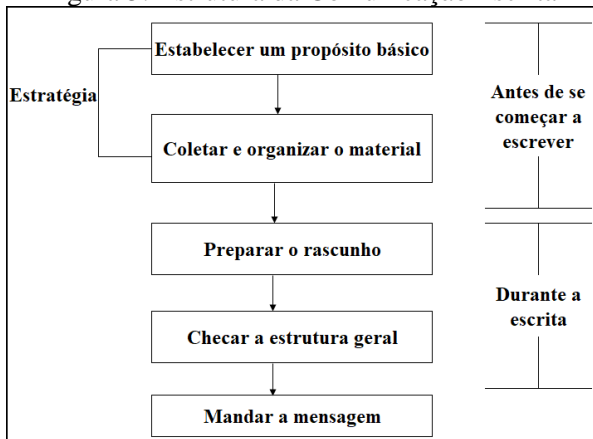 Estabelecer um propósito básico
Estratégia
Antes de se
começar a
escrever
Coletar e organizar o material
Preparar o rascunho
Durante a
escrita
Checar a estrutura geral
Mandar a mensagem